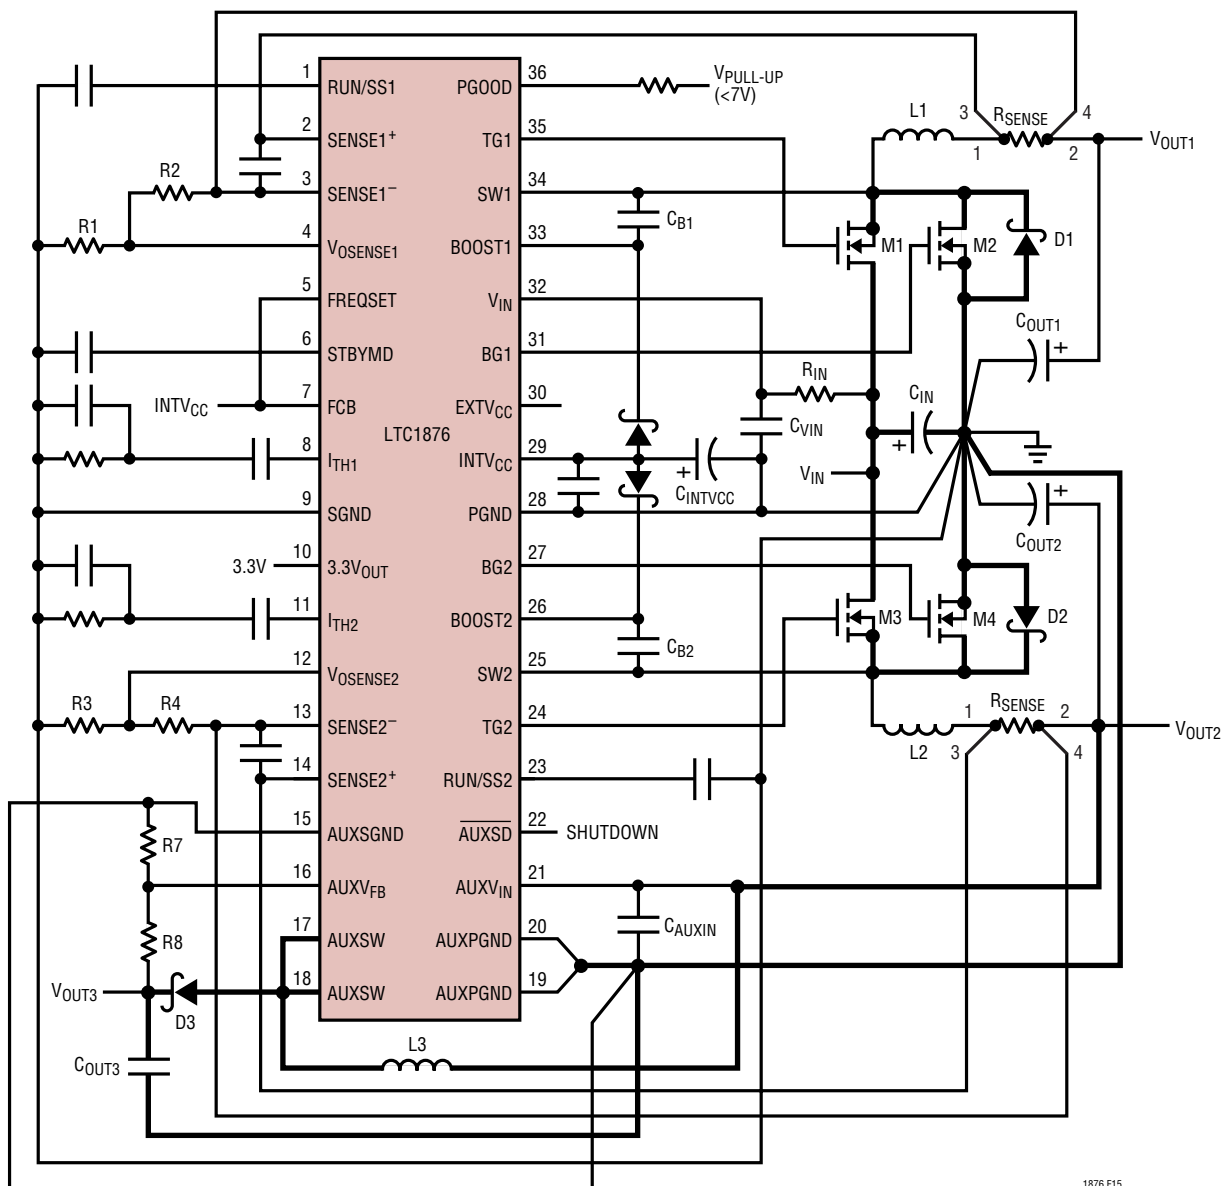 1 RUN/SS1 PGOOD 36
V_PULL-UP
(<7V)
2 SENSE1+ TG1 35
L1 3 R_SENSE 4
1 2 V_OUT1
R2 3 SENSE1− SW1 34
C_B1
R1 4 V_OSENSE1 BOOST1 33
M1 M2 D1
5 FREQSET V_IN 32
C_OUT1 +
6 STBYMD BG1 31
R_IN C_IN +
INTV_CC 7 FCB EXTV_CC 30
C_VIN
LTC1876
8 I_TH1 INTV_CC 29
+ C_INTVCC V_IN
9 SGND PGND 28
+ C_OUT2
3.3V 10 3.3V_OUT BG2 27
11 I_TH2 BOOST2 26
M3 M4 D2
C_B2
12 V_OSENSE2 SW2 25
R3 R4 13 SENSE2− TG2 24
1 R_SENSE 2
L2 3 4 V_OUT2
14 SENSE2+ RUN/SS2 23
R7 15 AUXSGND AUXSD 22 SHUTDOWN
16 AUXV_FB AUXV_IN 21
C_AUXIN
R8 17 AUXSW AUXPGND 20
V_OUT3 18 AUXSW AUXPGND 19
D3
L3
C_OUT3
1876 F15